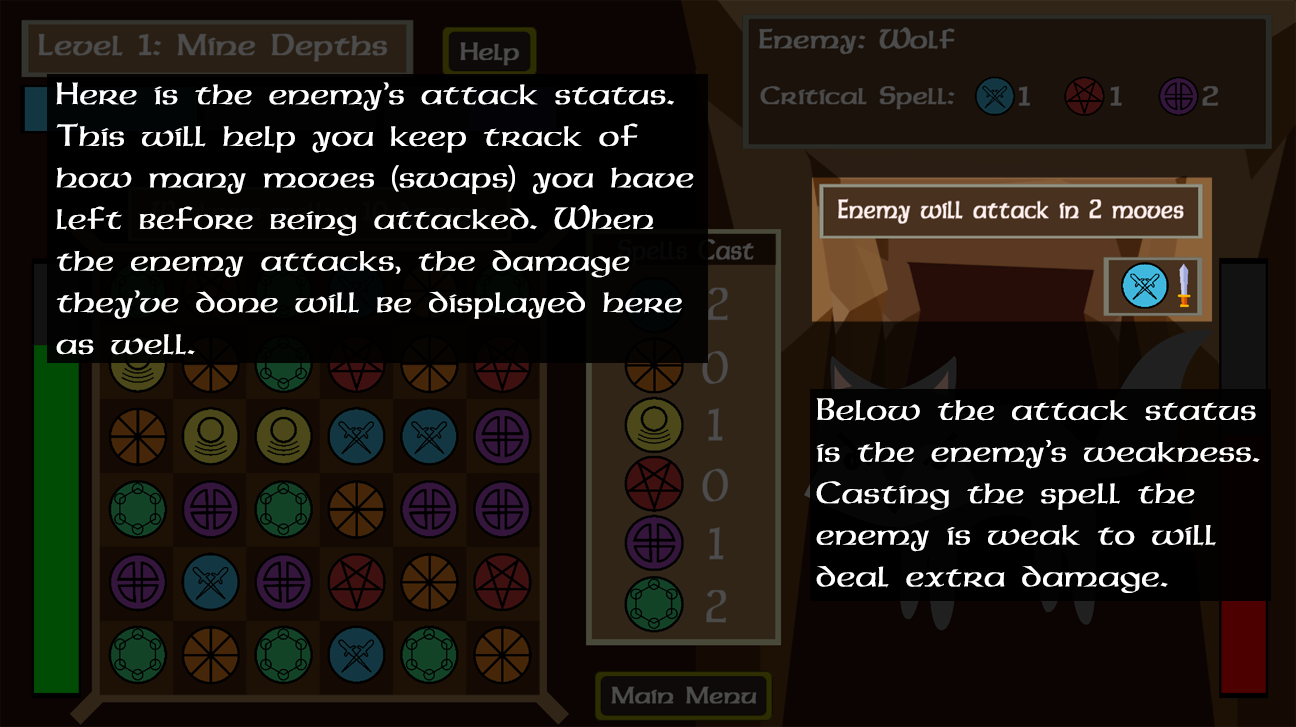 Level 1: Mine Depths
Help
Enemy: Wolf
Critical Spell: 1 1 2
Here is the enemy's attack status.
This will help you keep track of
how many moves (swaps) you have
left before being attacked. When
the enemy attacks, the damage
they've done will be displayed here
as well.
Enemy will attack in 2 moves
Spells Cast
2
0
1
0
1
2
Below the attack status
is the enemy's weakness.
Casting the spell the
enemy is weak to will
deal extra damage.
Main Menu